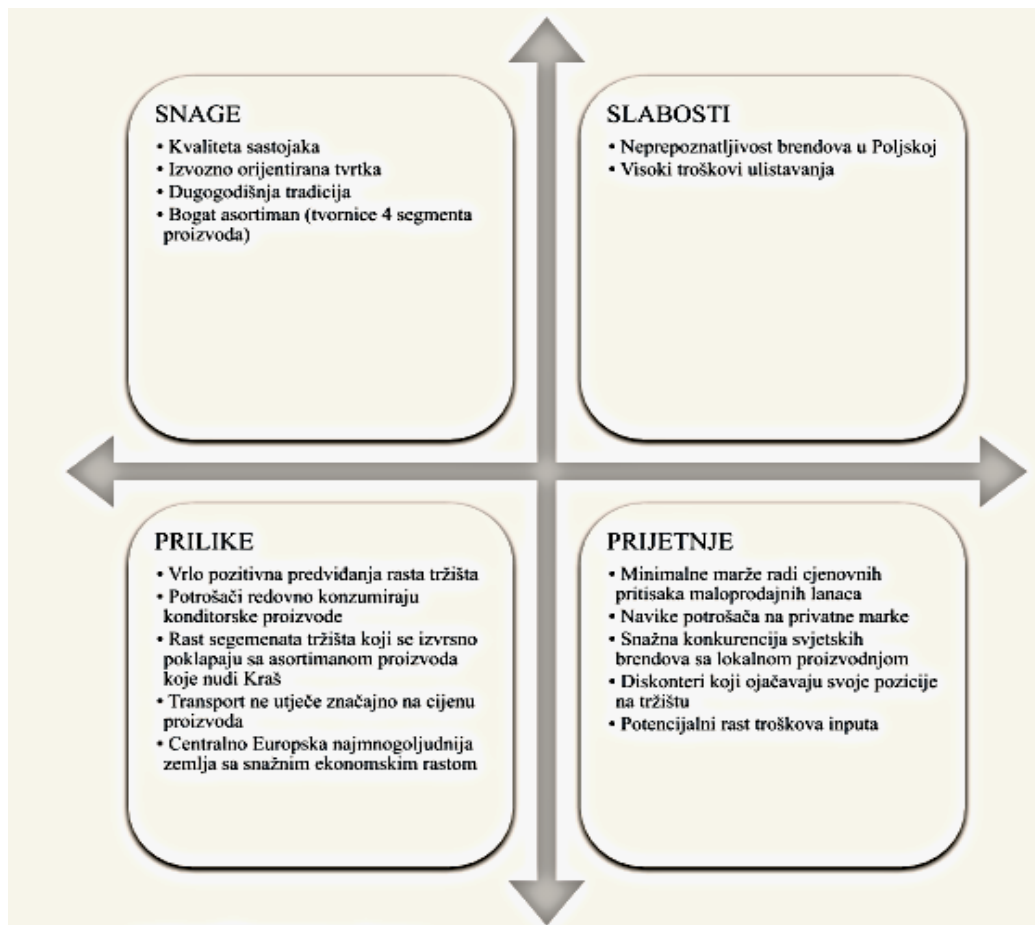 SNAGE
• Kvaliteta sastojaka
• Izvozno orijentirana tvrtka
• Dugogodišnja tradicija
• Bogat asortiman (tvornice 4 segmenta
proizvoda)
SLABOSTI
• Neprepoznatljivost brendova u Poljskoj
• Visoki troškovi ulistavanja
PRILIKE
• Vrlo pozitivna predviđanja rasta tržišta
• Potrošači redovno konzumiraju
konditorske proizvode
• Rast segemenata tržišta koji se izvrsno
poklapaju sa asortimanom proizvoda
koje nudi Kraš
• Transport ne utječe značajno na cijenu
proizvoda
• Centralno Europska najmnogoljudnija
zemlja sa snažnim ekonomskim rastom
PRIJETNJE
• Minimalne marže radi cjenovnih
pritisaka maloprodajnih lanaca
• Navike potrošača na privatne marke
• Snažna konkurencija svjetskih
brendova sa lokalnom proizvodnjom
• Diskonteri koji ojačavaju svoje pozicije
na tržištu
• Potencijalni rast troškova inputa